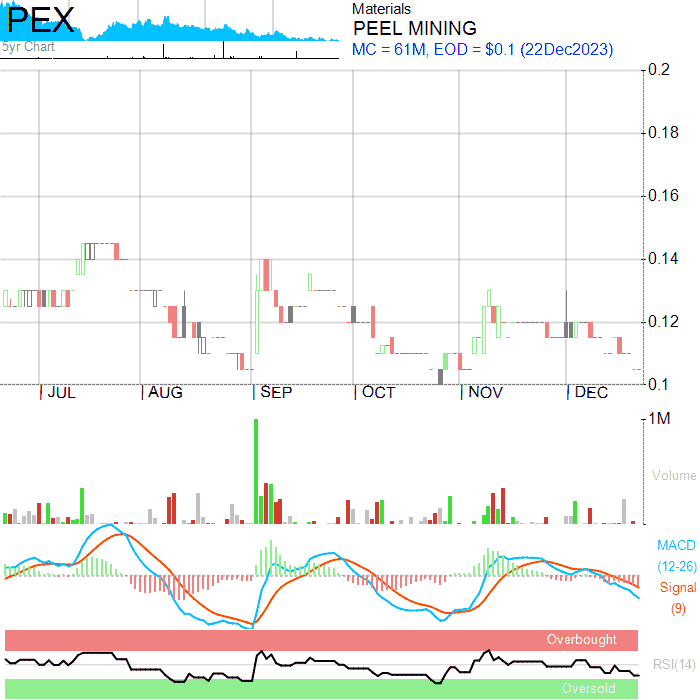 PEX
5yr Chart
Materials
PEEL MINING
MC = 61M, EOD = $0.1 (22Dec2023)
0.2
0.18
0.16
0.14
0.12
0.1
JUL AUG SEP OCT NOV DEC
1M
Volume
MACD
(12-26)
Signal
(9)
Overbought
RSI(14)
Oversold